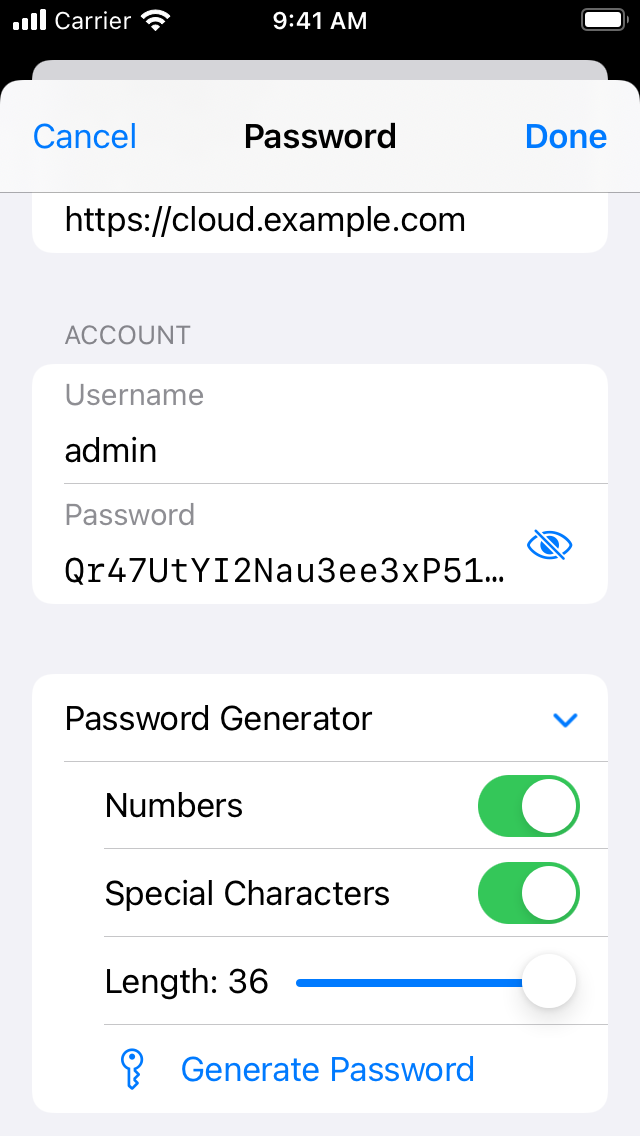 Carrier 9:41 AM
Cancel Password Done
https://cloud.example.com
ACCOUNT
Username
admin
Password
Qr47UtYI2Nau3ee3xP51…
Password Generator
Numbers
Special Characters
Length: 36
Generate Password